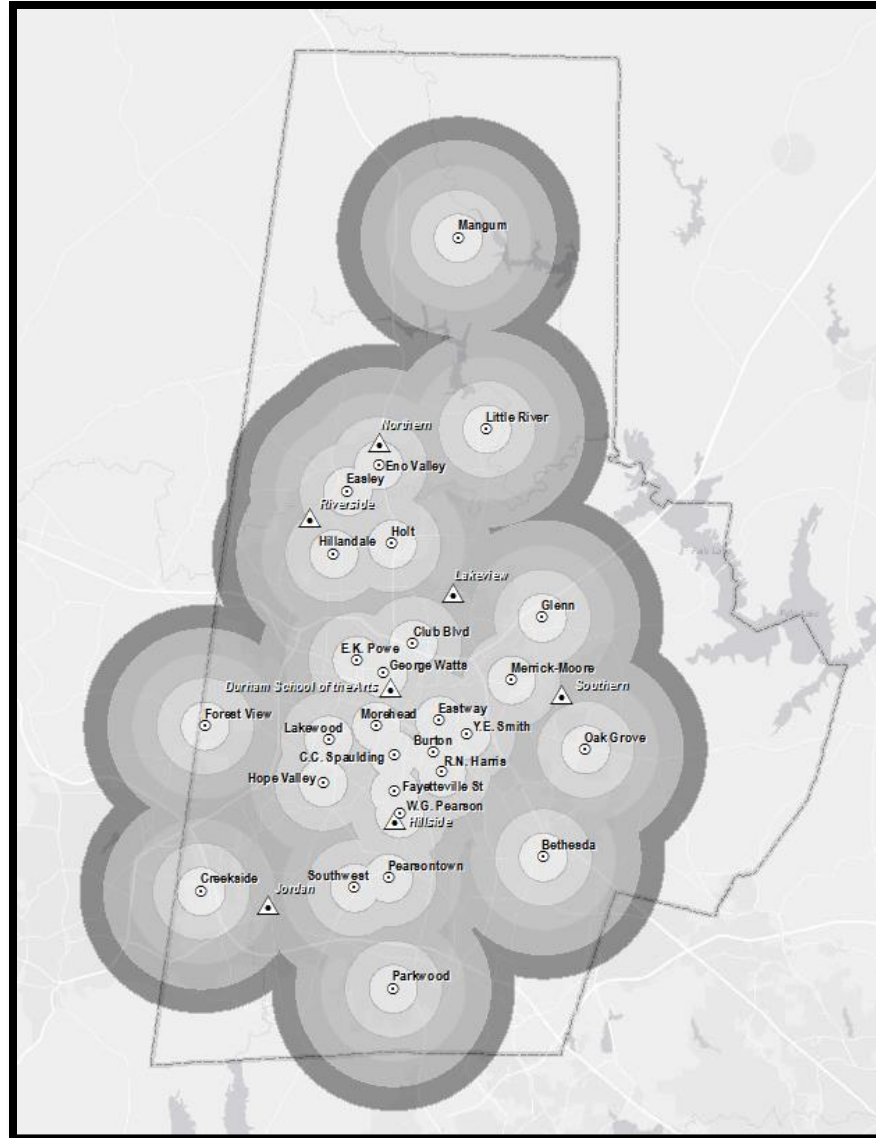 Mangum
Little River
Northern
Eno Valley
Easley
Riverside
Holt
Hillandale
Lakeview
Glenn
Club Blvd
E.K. Powe
George Watts
Merrick-Moore
Durham School of the Arts
Southern
Forest View
Morehead
Eastway
Lakewood
Y.E. Smith
Burton
Oak Grove
C.C. Spaulding
R.N. Harris
Hope Valley
Fayetteville St
W.G. Pearson
Hillside
Bethesda
Pearsontown
Southwest
Creekside
Jordan
Parkwood